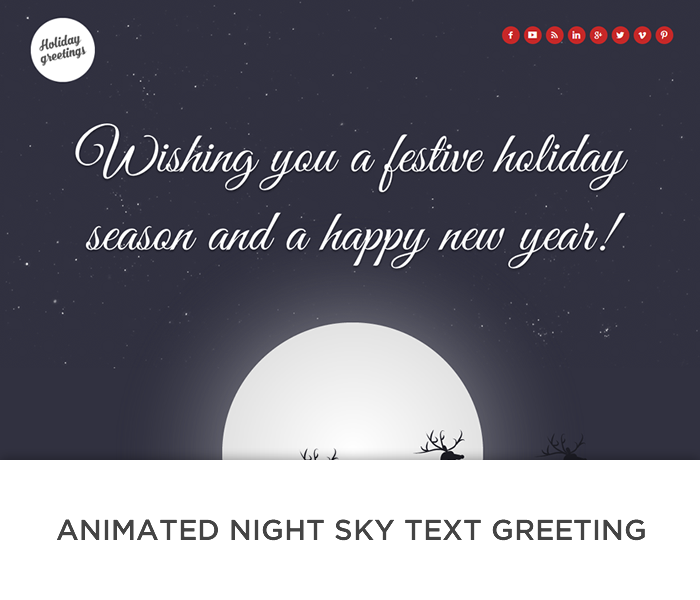 Holiday
greetings
Wishing you a festive holiday
season and a happy new year!
ANIMATED NIGHT SKY TEXT GREETING